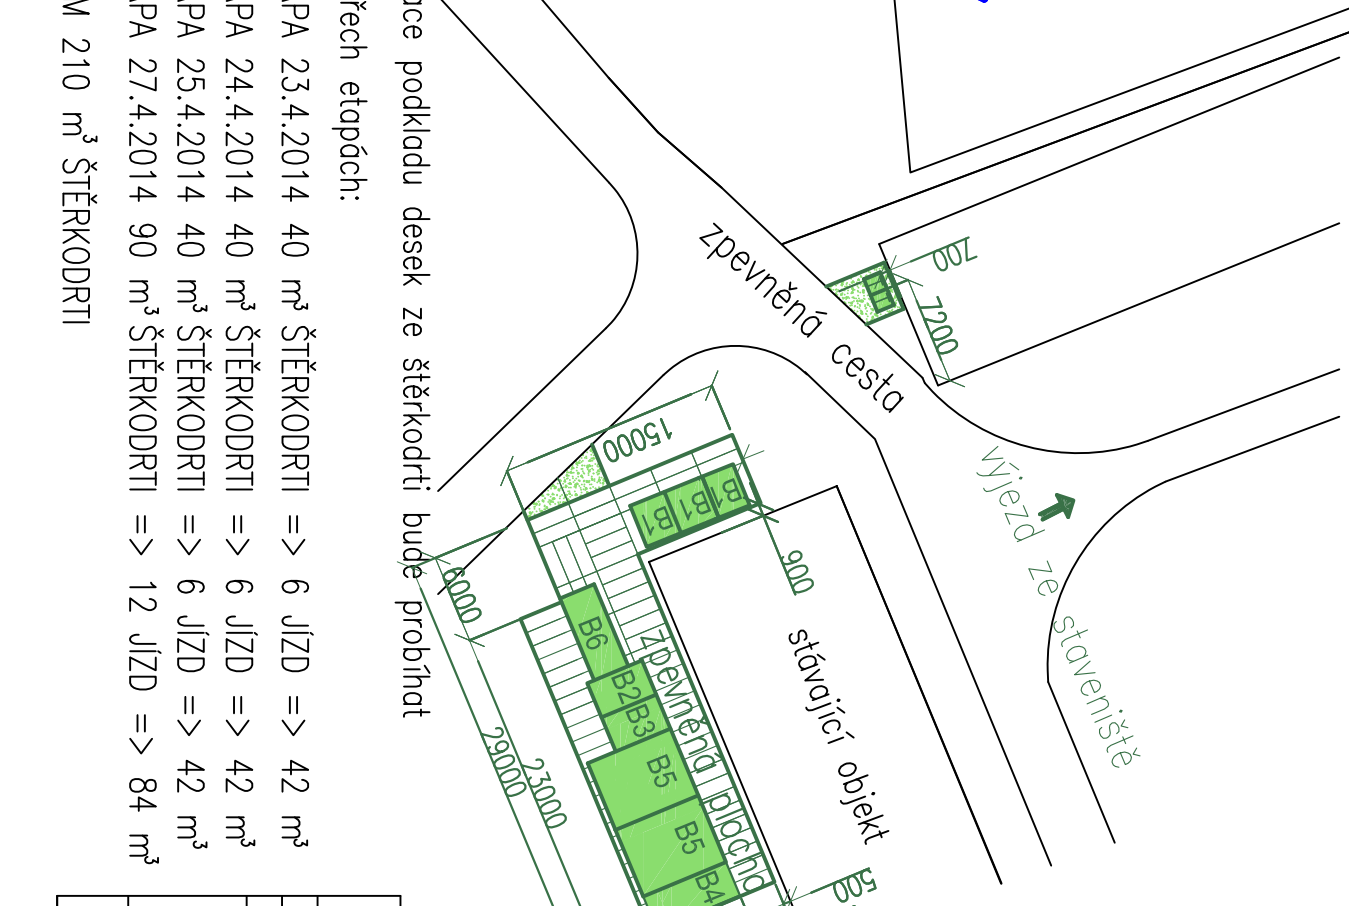 ace podkladu desek ze štěrkodrti bude probíhat
řech etapách:
APA 23.4.2014 40 m³ ŠTĚRKODRTI => 6 JÍZD => 42 m³
APA 24.4.2014 40 m³ ŠTĚRKODRTI => 6 JÍZD => 42 m³
APA 25.4.2014 40 m³ ŠTĚRKODRTI => 6 JÍZD => 42 m³
APA 27.4.2014 90 m³ ŠTĚRKODRTI => 12 JÍZD => 84 m³
M 210 m³ ŠTĚRKODRTI
zpevněná cesta
700
7200
výjezd ze staveniště
15000
B1
B1
B1
900
6000
stávající objekt
zpevněná plocha
B6
B2
B3
B5
B5
B4
29000
23000
500